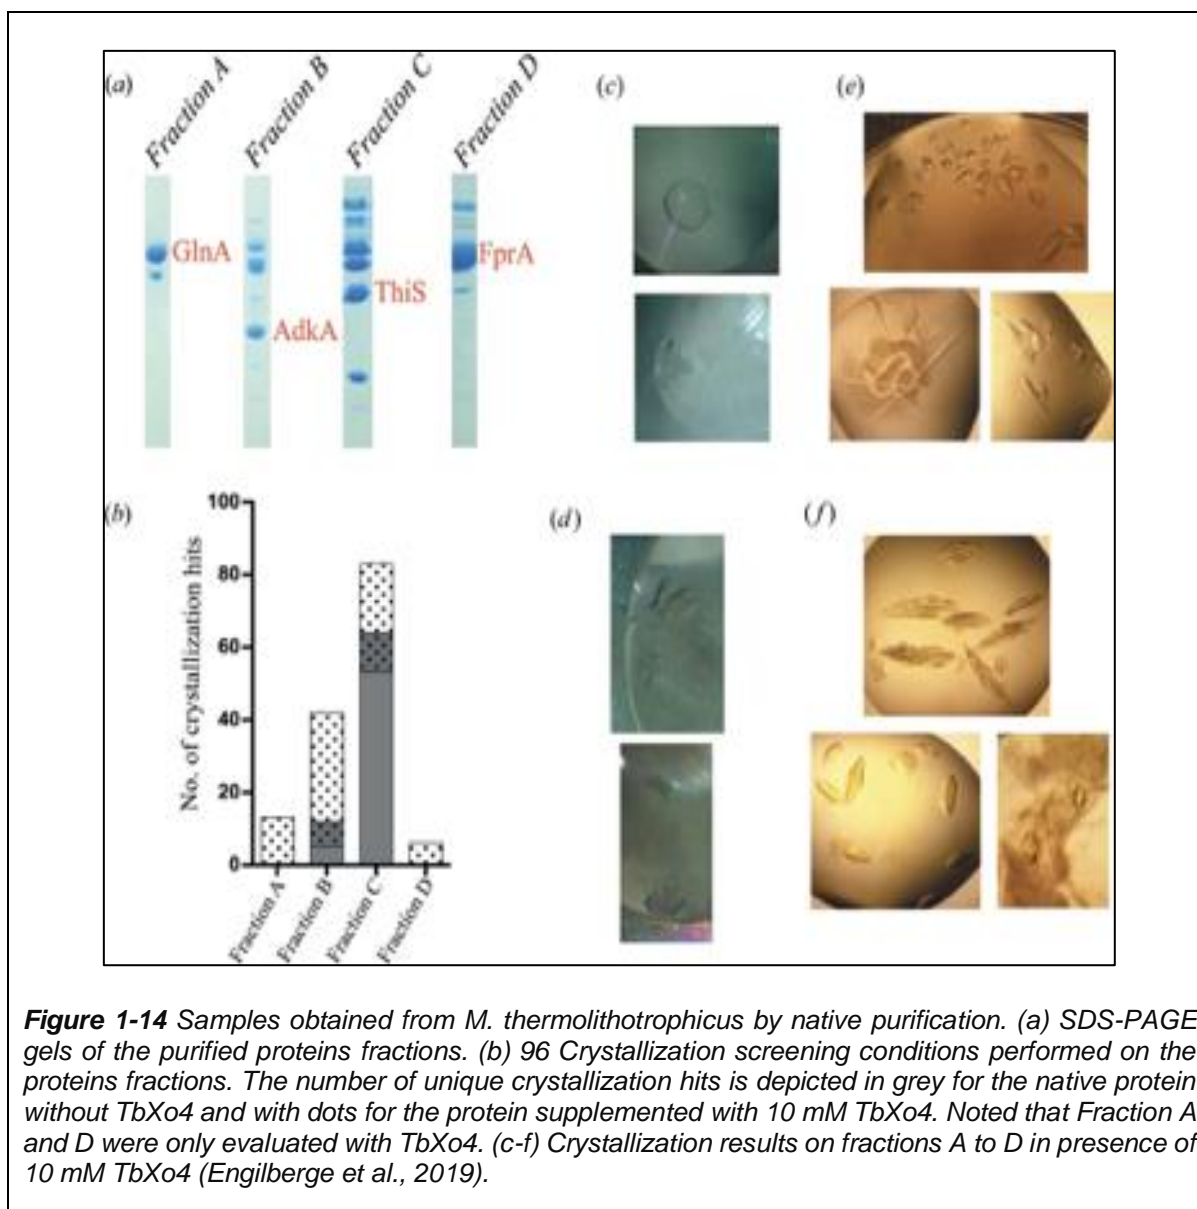 (a)
Fraction A
Fraction B
Fraction C
Fraction D
GlnA
AdkA
ThiS
FprA
(c)
(e)
(b)
No. of crystallization hits
100
80
60
40
20
0
Fraction A
Fraction B
Fraction C
Fraction D
(d)
(f)
Figure 1-14 Samples obtained from M. thermolithotrophicus by native purification. (a) SDS-PAGE
gels of the purified proteins fractions. (b) 96 Crystallization screening conditions performed on the
proteins fractions. The number of unique crystallization hits is depicted in grey for the native protein
without TbXo4 and with dots for the protein supplemented with 10 mM TbXo4. Noted that Fraction A
and D were only evaluated with TbXo4. (c-f) Crystallization results on fractions A to D in presence of
10 mM TbXo4 (Engilberge et al., 2019).